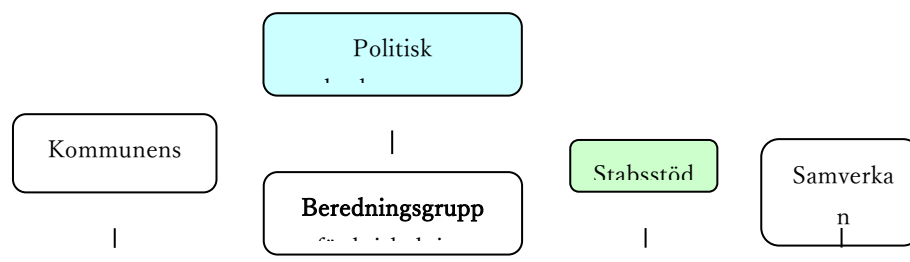 Politisk
Kommunens
Beredningsgrupp
Stabsstöd
Samverka
n